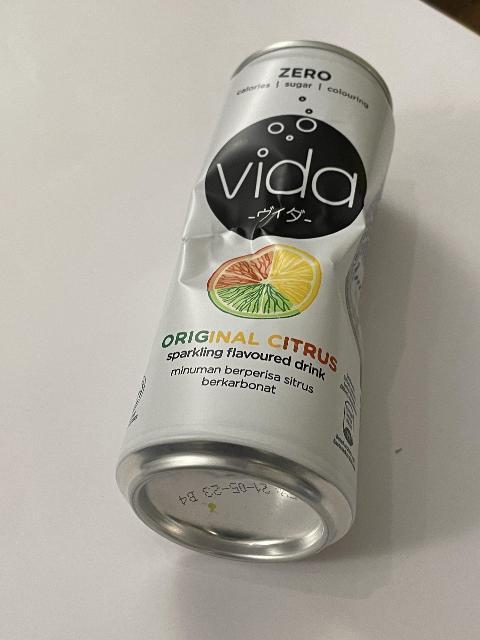 ZERO
calories | sugar | colouring
vida
-ヴィダ-
ORIGINAL CITRUS
sparkling flavoured drink
minuman berperisa sitrus
berkarbonat
21-05-23 B4